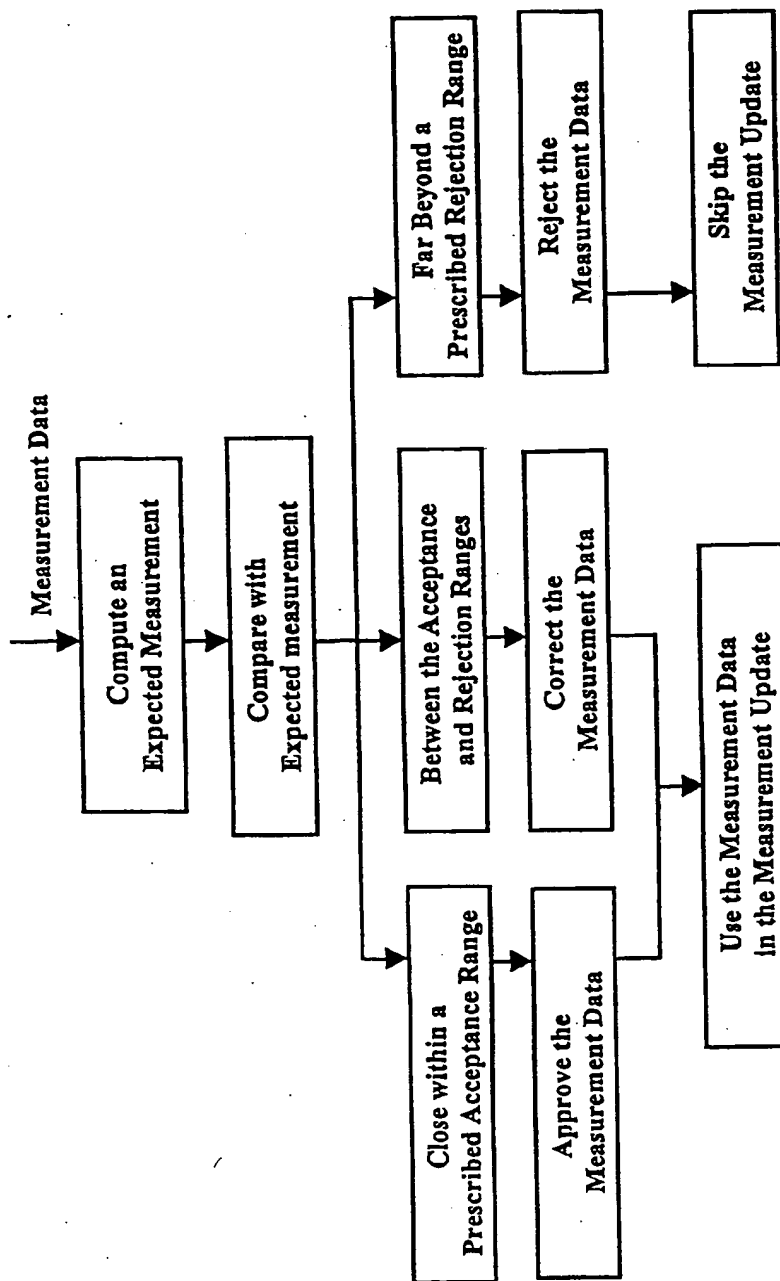 Measurement Data
Compute an
Expected Measurement
Compare with
Expected measurement
Close within a
Prescribed Acceptance Range
Between the Acceptance
and Rejection Ranges
Far Beyond a
Prescribed Rejection Range
Approve the
Measurement Data
Correct the
Measurement Data
Reject the
Measurement Data
Use the Measurement Data
in the Measurement Update
Skip the
Measurement Update